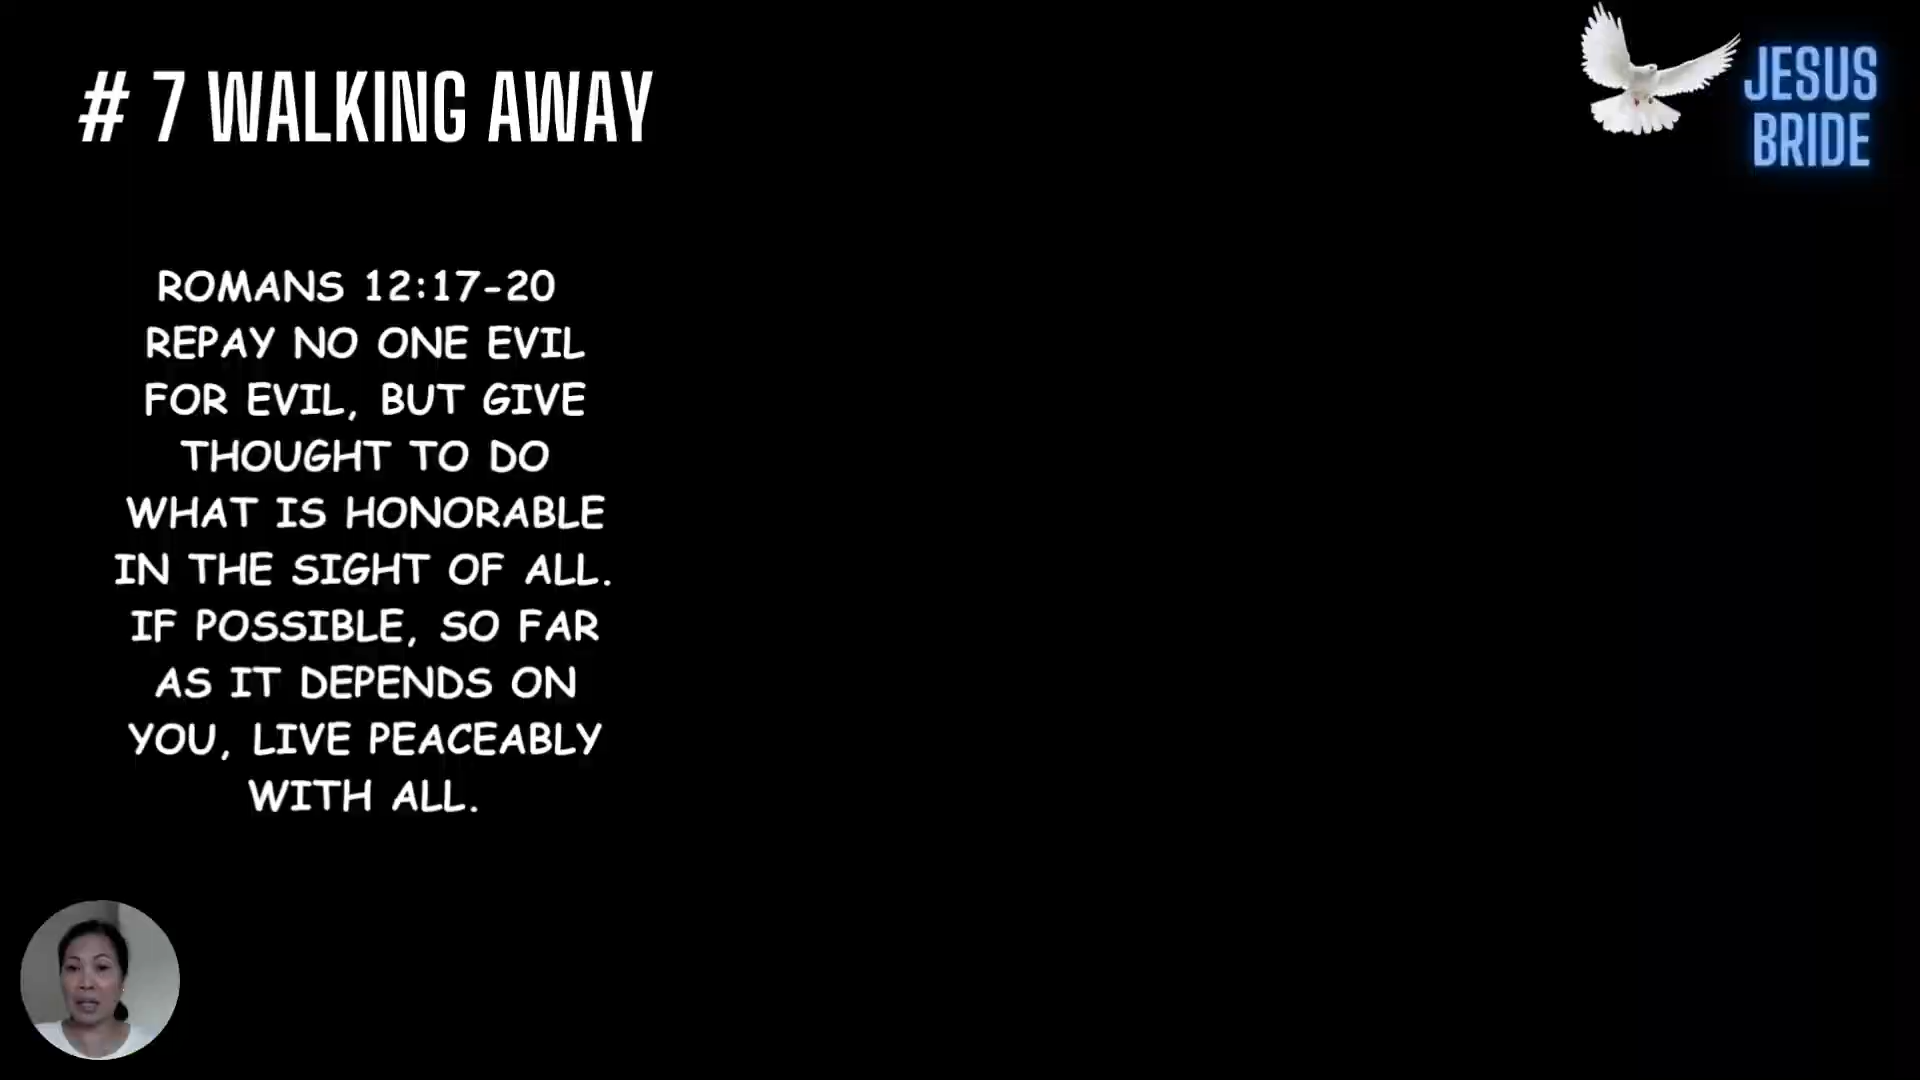 # 7 WALKING AWAY
JESUS
BRIDE
ROMANS 12:17-20
REPAY NO ONE EVIL
FOR EVIL, BUT GIVE
THOUGHT TO DO
WHAT IS HONORABLE
IN THE SIGHT OF ALL.
IF POSSIBLE, SO FAR
AS IT DEPENDS ON
YOU, LIVE PEACEABLY
WITH ALL.